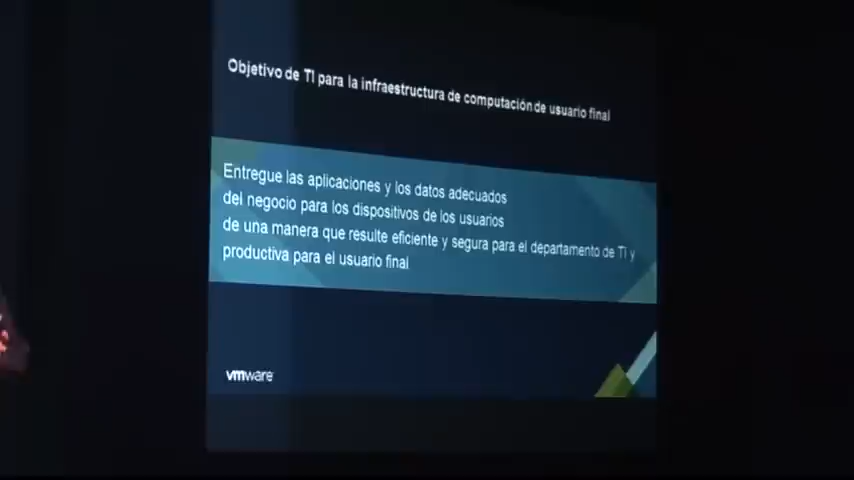 Objetivo de TI para la infraestructura de computación de usuario final
Entregue las aplicaciones y los datos adecuados
del negocio para los dispositivos de los usuarios
de una manera que resulte eficiente y segura para el departamento de TI y
productiva para el usuario final
vmware